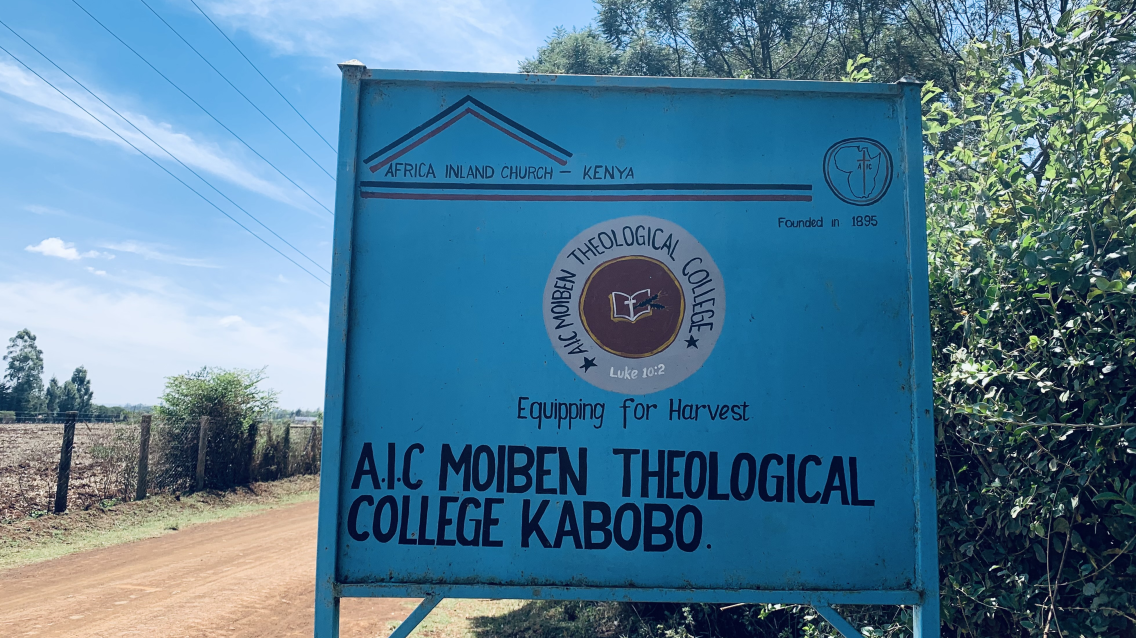 AFRICA INLAND CHURCH – KENYA
A I C
Founded in 1895
A.I.C MOIBEN THEOLOGICAL COLLEGE
Luke 10:2
Equipping for Harvest
A.I.C MOIBEN THEOLOGICAL
COLLEGE KABOBO.